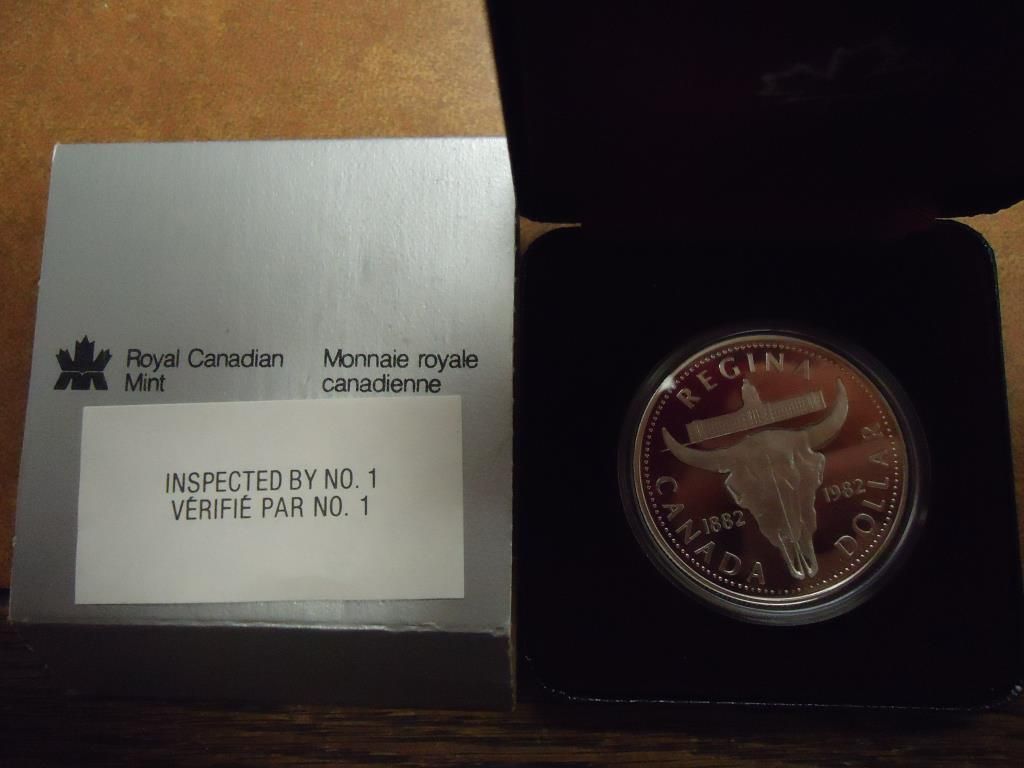 Royal Canadian
Mint
Monnaie royale
canadienne
INSPECTED BY NO. 1
VÉRIFIÉ PAR NO. 1
REGINA
1882
1982
CANADA
DOLLAR